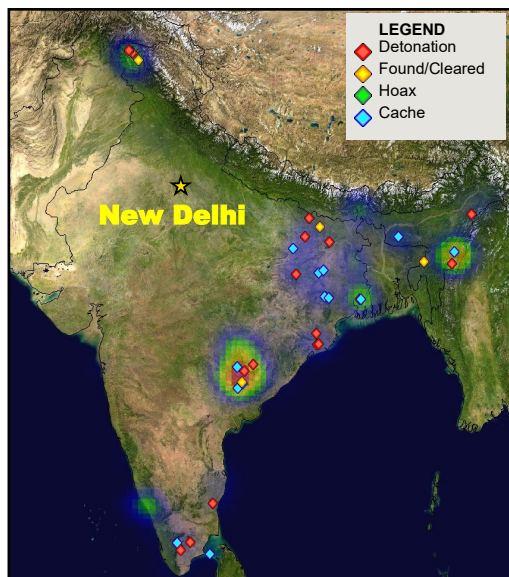 LEGEND
Detonation
Found/Cleared
Hoax
Cache
New Delhi